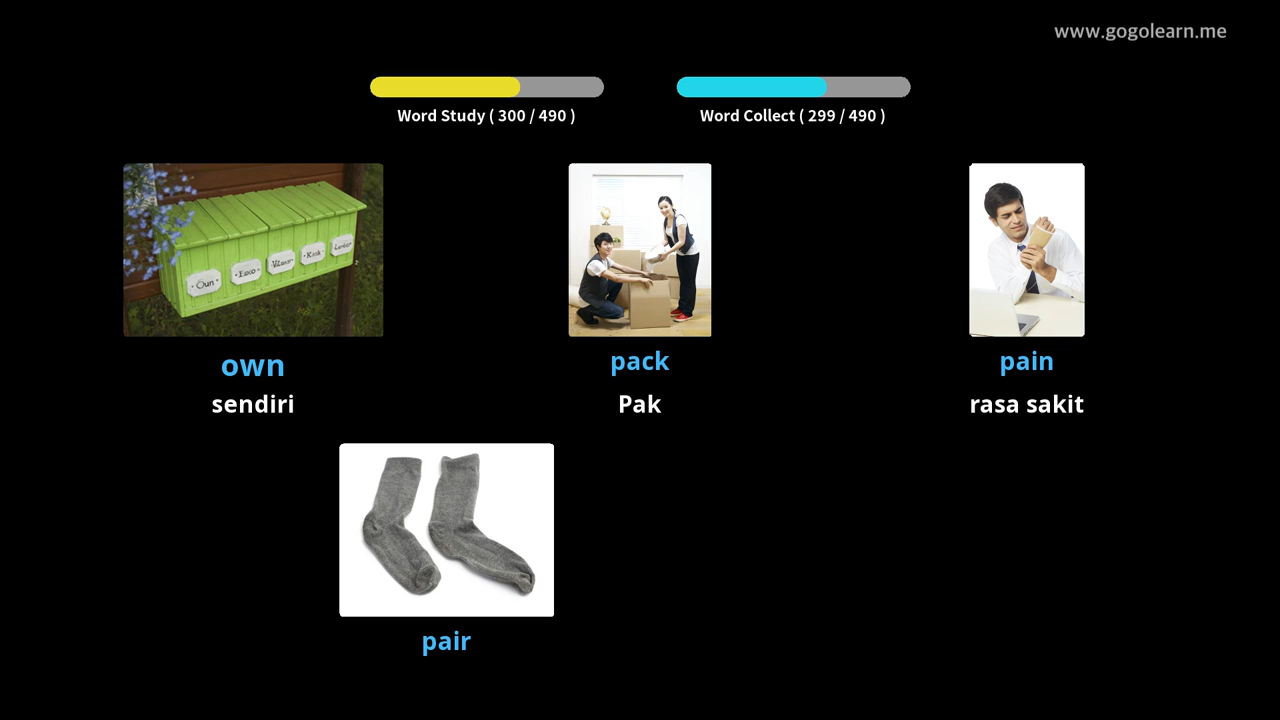 www.gogolearn.me
Word Study ( 300 / 490 )
Word Collect ( 299 / 490 )
own
pack
pain
sendiri
Pak
rasa sakit
pair